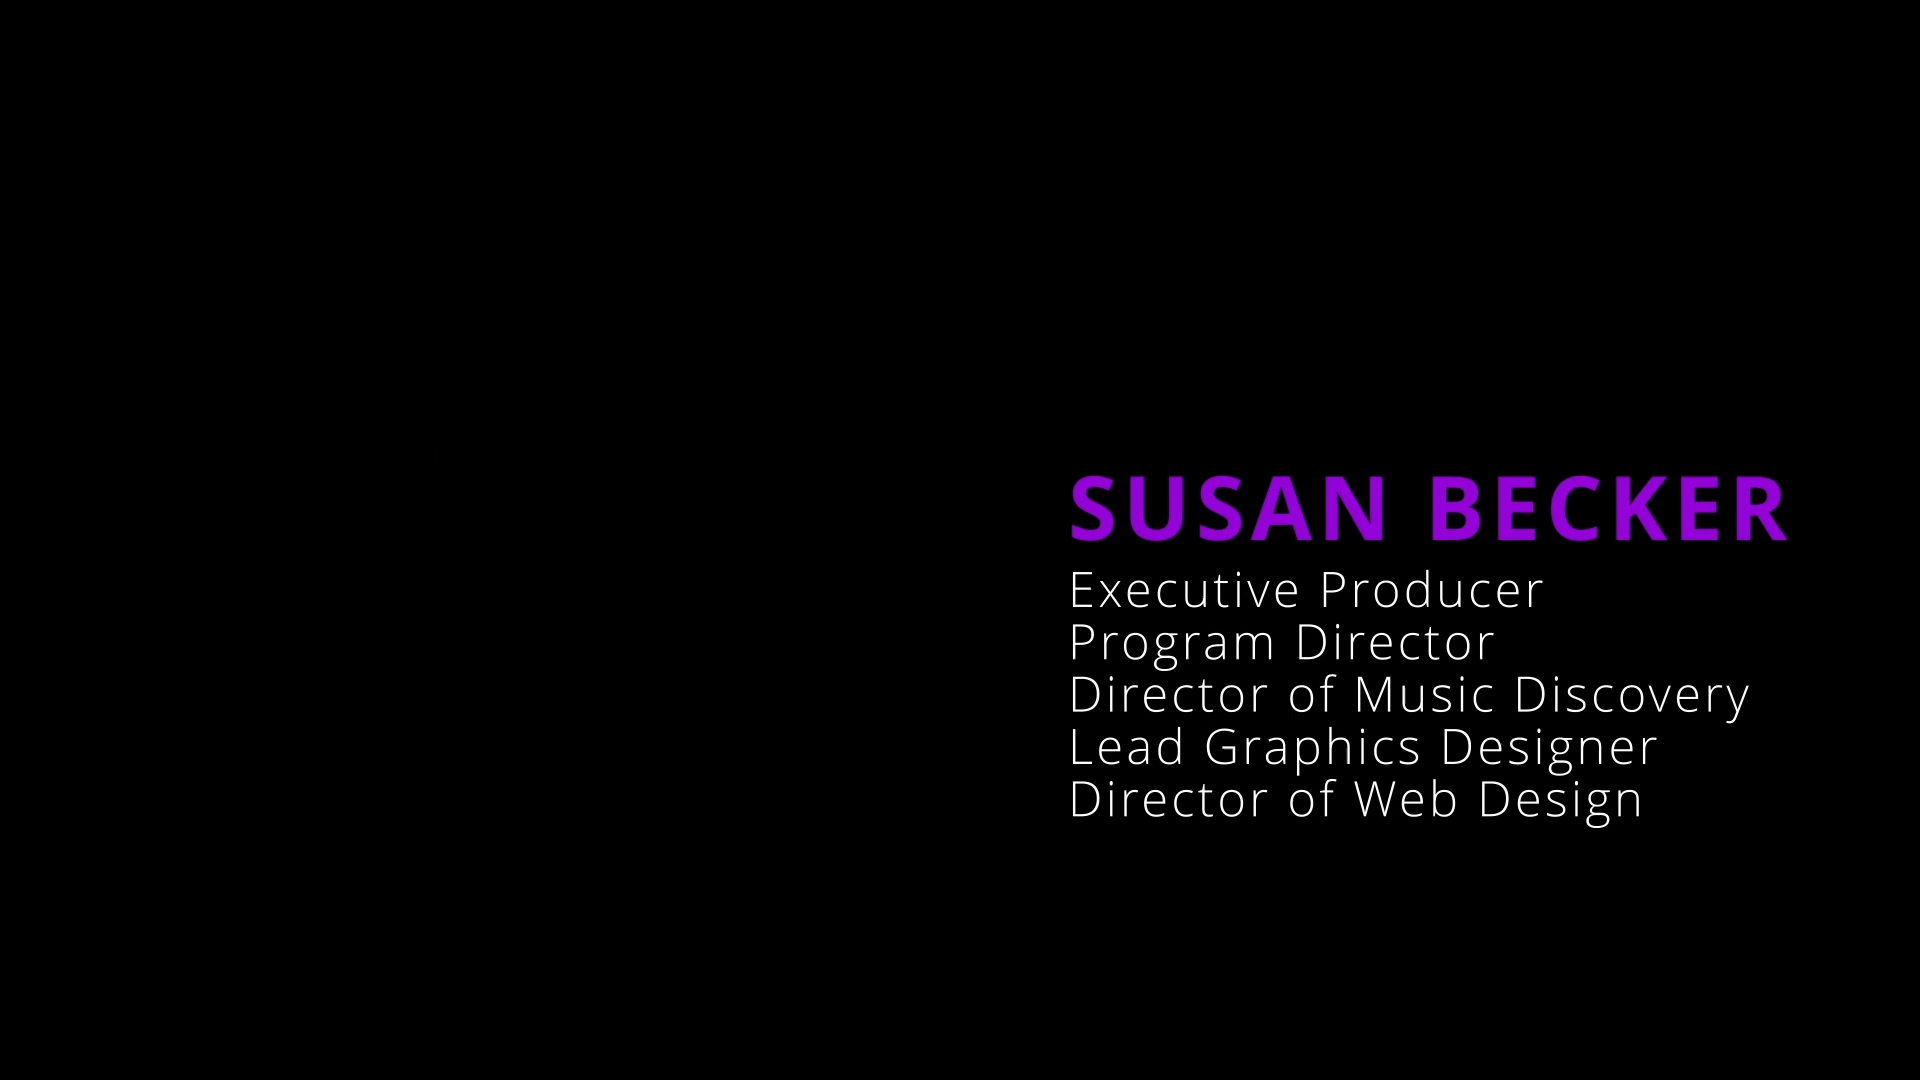 SUSAN BECKER
Executive Producer
Program Director
Director of Music Discovery
Lead Graphics Designer
Director of Web Design